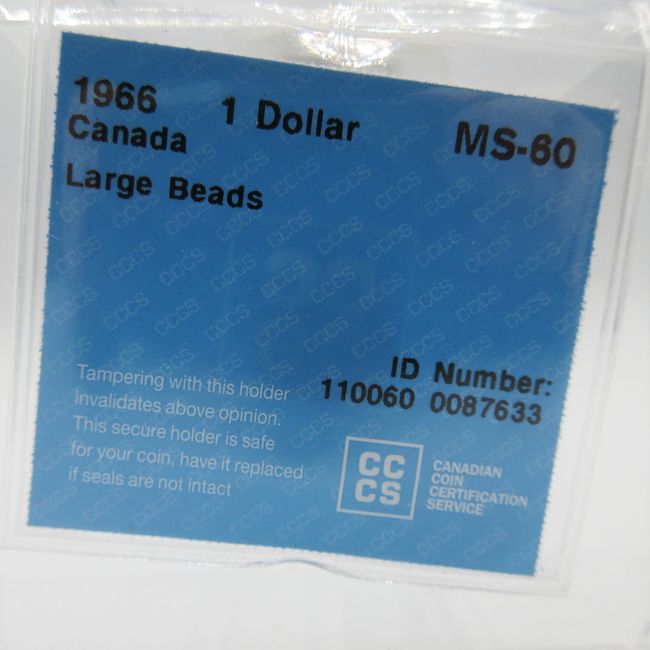 1966 1 Dollar MS-60
Canada
Large Beads
ID Number:
110060 0087633
Tampering with this holder
invalidates above opinion.
This secure holder is safe
for your coin, have it replaced
if seals are not intact
CC
CS
CANADIAN
COIN
CERTIFICATION
SERVICE